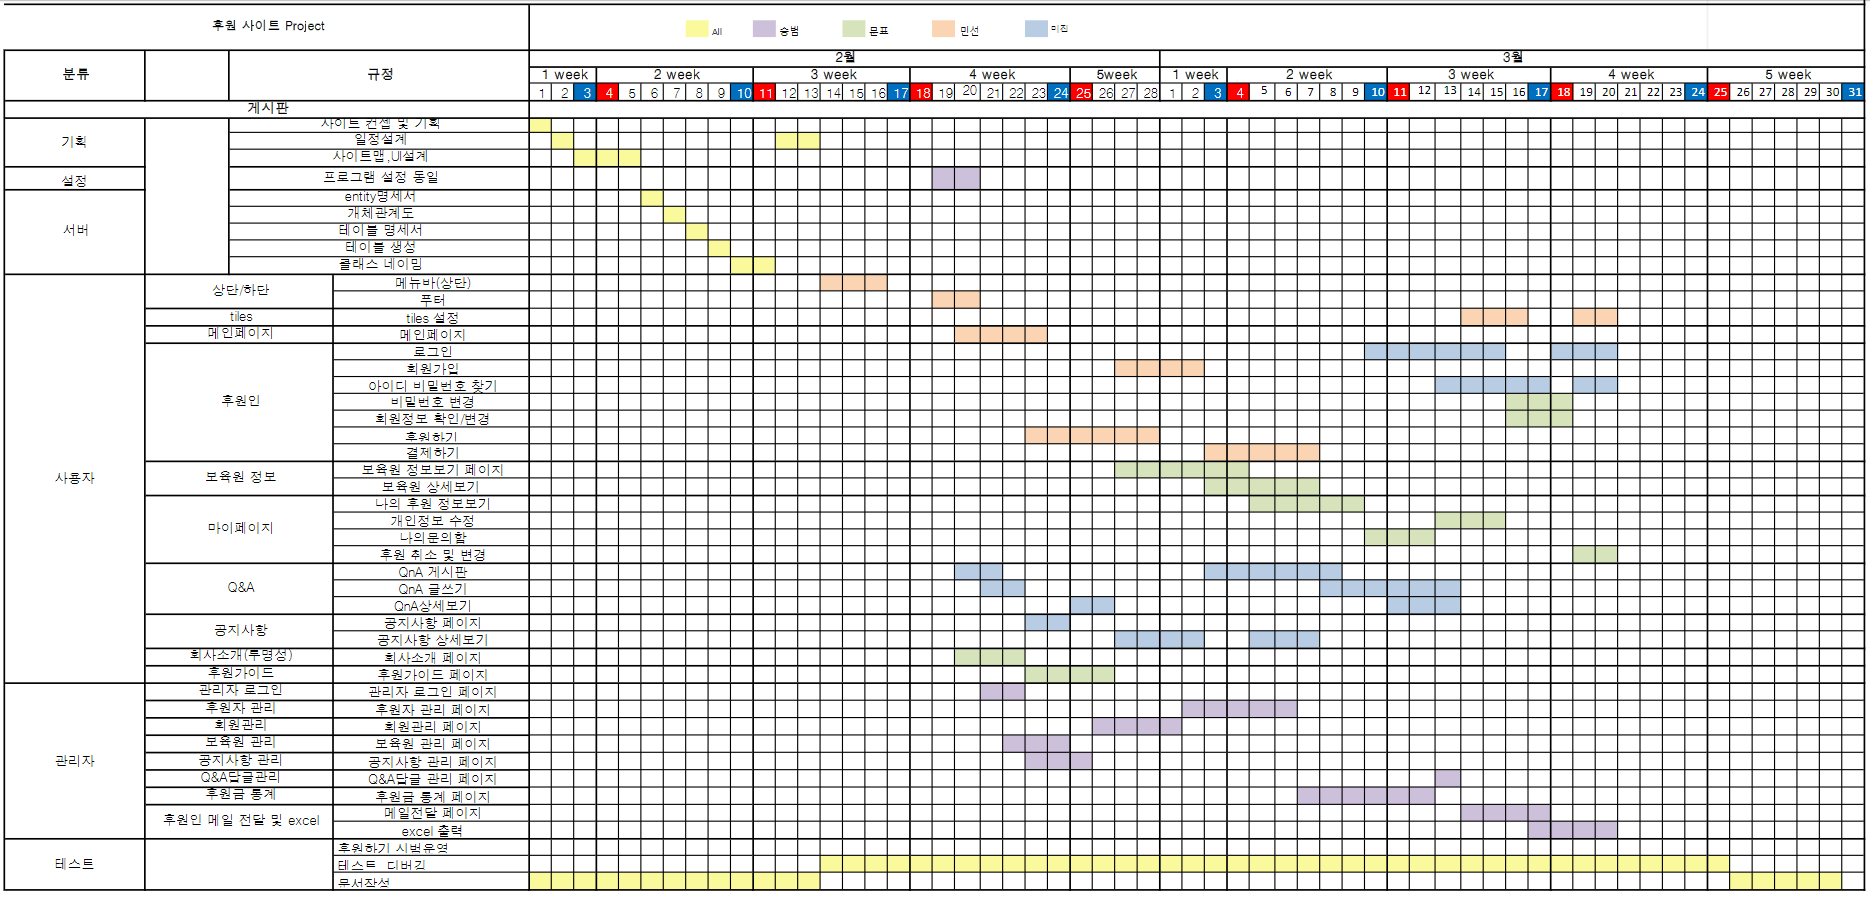 후원 사이트 Project
All 승범 문표 민선 미진
분류 규정 2월 3월
1 week 2 week 3 week 4 week 5week 1 week 2 week 3 week 4 week 5 week
1 2 3 4 5 6 7 8 9 10 11 12 13 14 15 16 17 18 19 20 21 22 23 24 25 26 27 28 1 2 3 4 5 6 7 8 9 10 11 12 13 14 15 16 17 18 19 20 21 22 23 24 25 26 27 28 29 30 31
게시판
기획 사이트 컨셉 및 기획
일정설계
사이트맵,UI설계
설정 프로그램 설정 통일
서버 entity명세서
개체관계도
테이블 명세서
테이블 생성
클래스 네이밍
사용자 상단/하단 메뉴바(상단)
푸터
tiles tiles 설정
메인페이지 메인페이지
후원인 로그인
회원가입
아이디 비밀번호 찾기
비밀번호 변경
회원정보 확인/변경
후원하기
결제하기
보육원 정보 보육원 정보보기 페이지
보육원 상세보기
마이페이지 나의 후원 정보보기
개인정보 수정
나의문의함
후원 취소 및 변경
Q&A QnA 게시판
QnA 글쓰기
QnA상세보기
공지사항 공지사항 페이지
공지사항 상세보기
회사소개(투명성) 회사소개 페이지
후원가이드 후원가이드 페이지
관리자 관리자 로그인 관리자 로그인 페이지
후원자 관리 후원자 관리 페이지
회원관리 회원관리 페이지
보육원 관리 보육원 관리 페이지
공지사항 관리 공지사항 관리 페이지
Q&A답글관리 Q&A답글 관리 페이지
후원금 통계 후원금 통계 페이지
후원인 메일 전달 및 excel 메일전달 페이지
excel 출력
테스트 후원하기 시범운영
테스트 디버깅
문서작성